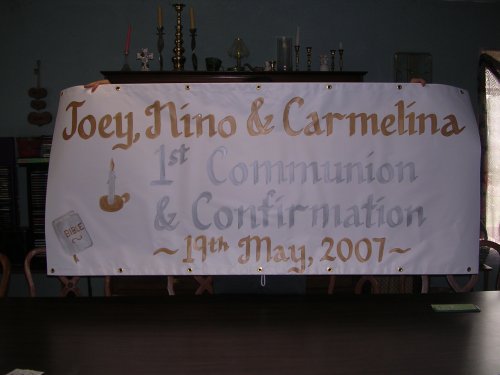 Joey, Nino & Carmelina
1st Communion
& Confirmation
BIBLE
~ 19th May, 2007 ~